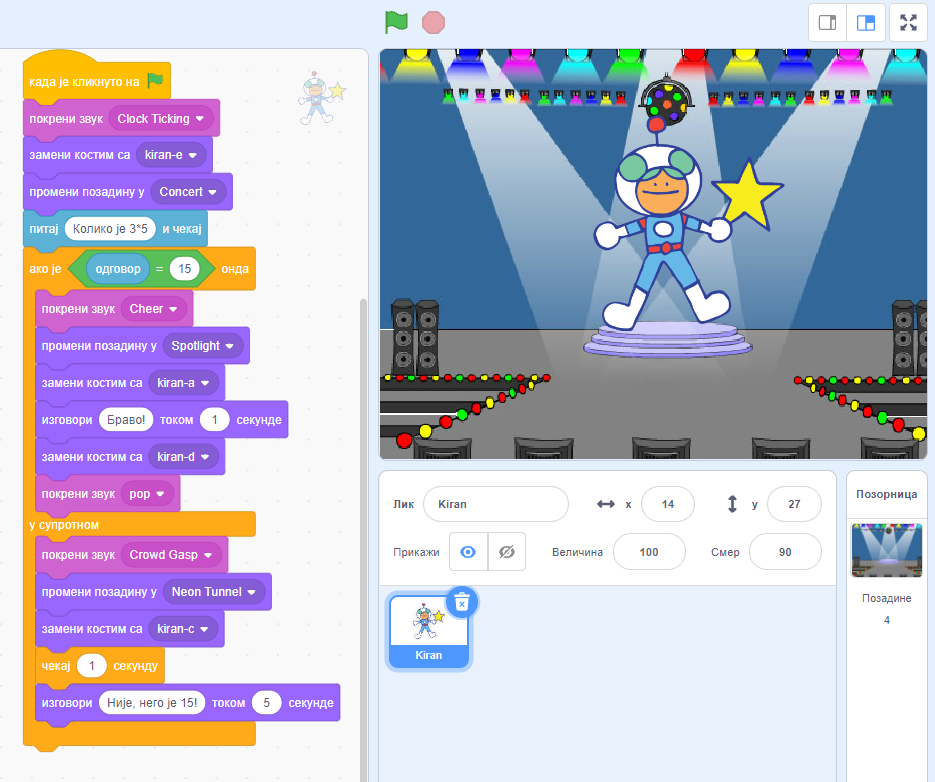 када је кликнуто на
покрени звук Clock Ticking
замени костим са kiran-e
промени позадину у Concert
питај Колико је 3*5 и чекај
ако је одговор = 15 онда
покрени звук Cheer
промени позадину у Spotlight
замени костим са kiran-a
изговори Браво! током 1 секунде
замени костим са kiran-d
покрени звук pop
у супротном
покрени звук Crowd Gasp
промени позадину у Neon Tunnel
замени костим са kiran-c
чекај 1 секунду
изговори Није, него је 15! током 5 секунде
Лик Kiran x 14 y 27
Прикажи Величина 100 Смер 90
Kiran
Позорница
Позадине
4